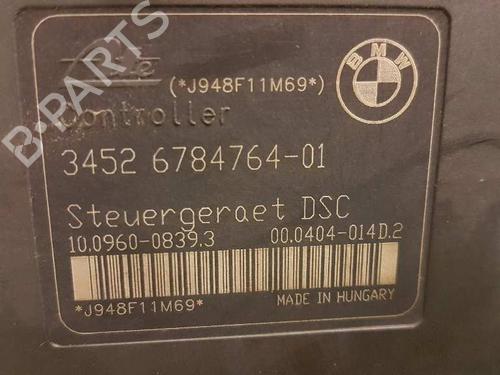 Ate
(*J948F11M69*)
BMW
Controller
3452 6784764-01
Steuergeraet DSC
10.0960-0839.3 00.0404-014D.2
*J948F11M69*
MADE IN HUNGARY
B-PARTS